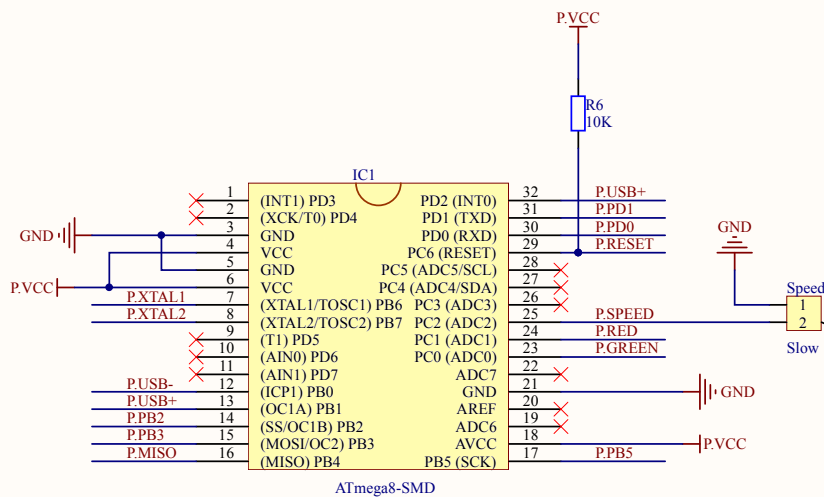 P.VCC
R6
10K
IC1
1 (INT1) PD3 PD2 (INT0) 32 P.USB+
2 (XCK/T0) PD4 PD1 (TXD) 31 P.PD1
GND 3 GND PD0 (RXD) 30 P.PD0
4 VCC PC6 (RESET) 29 P.RESET GND
5 GND PC5 (ADC5/SCL) 28
P.VCC 6 VCC PC4 (ADC4/SDA) 27 Speed
P.XTAL1 7 (XTAL1/TOSC1) PB6 PC3 (ADC3) 26 1
P.XTAL2 8 (XTAL2/TOSC2) PB7 PC2 (ADC2) 25 P.SPEED 2
9 (T1) PD5 PC1 (ADC1) 24 P.RED Slow
10 (AIN0) PD6 PC0 (ADC0) 23 P.GREEN
11 (AIN1) PD7 ADC7 22
P.USB- 12 (ICP1) PB0 GND 21 GND
P.USB+ 13 (OC1A) PB1 AREF 20
P.PB2 14 (SS/OC1B) PB2 ADC6 19
P.PB3 15 (MOSI/OC2) PB3 AVCC 18 P.VCC
P.MISO 16 (MISO) PB4 PB5 (SCK) 17 P.PB5
ATmega8-SMD